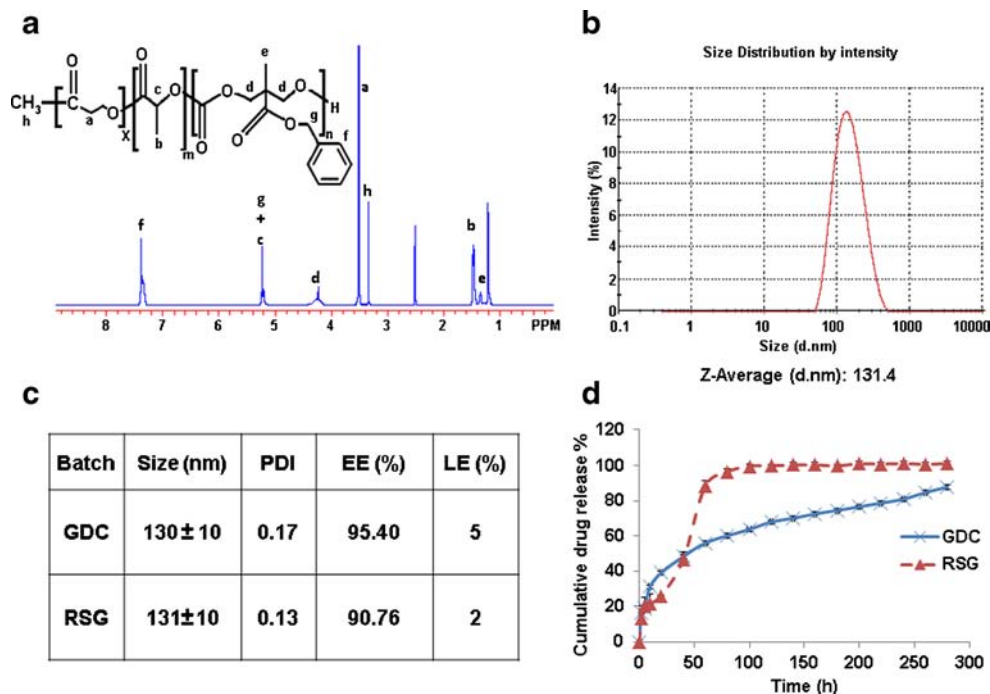 a
CH₃
h
O
a
O
X
O
c
O
b
m
O
O
d
e
d
O
H
n
O
g
O
f
f
g
+
c
d
a
h
b
e
8 7 6 5 4 3 2 1 PPM
b
Size Distribution by intensity
Intensity (%)
14
12
10
8
6
4
2
0
0.1 1 10 100 1000 10000
Size (d.nm)
Z-Average (d.nm): 131.4
c
Batch Size (nm) PDI EE (%) LE (%)
GDC 130±10 0.17 95.40 5
RSG 131±10 0.13 90.76 2
d
Cumulative drug release %
120
100
80
60
40
20
0
0 50 100 150 200 250 300
Time (h)
GDC
RSG